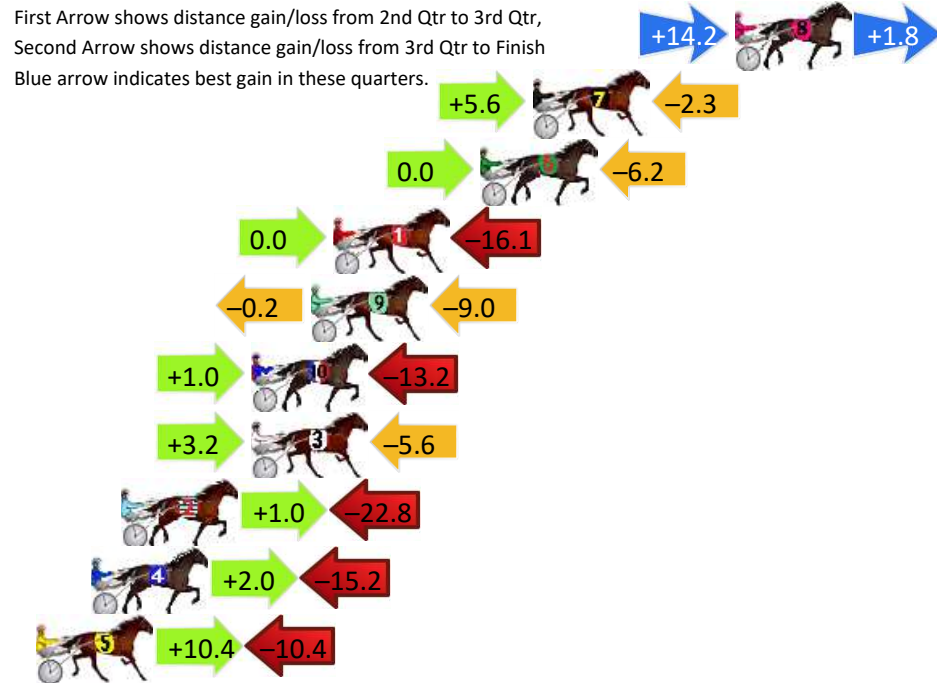 First Arrow shows distance gain/loss from 2nd Qtr to 3rd Qtr,
Second Arrow shows distance gain/loss from 3rd Qtr to Finish
Blue arrow indicates best gain in these quarters.
+14.2 8 +1.8
+5.6 7 –2.3
0.0 6 –6.2
0.0 1 –16.1
–0.2 9 –9.0
+1.0 10 –13.2
+3.2 3 –5.6
2 +1.0 –22.8
4 +2.0 –15.2
5 +10.4 –10.4